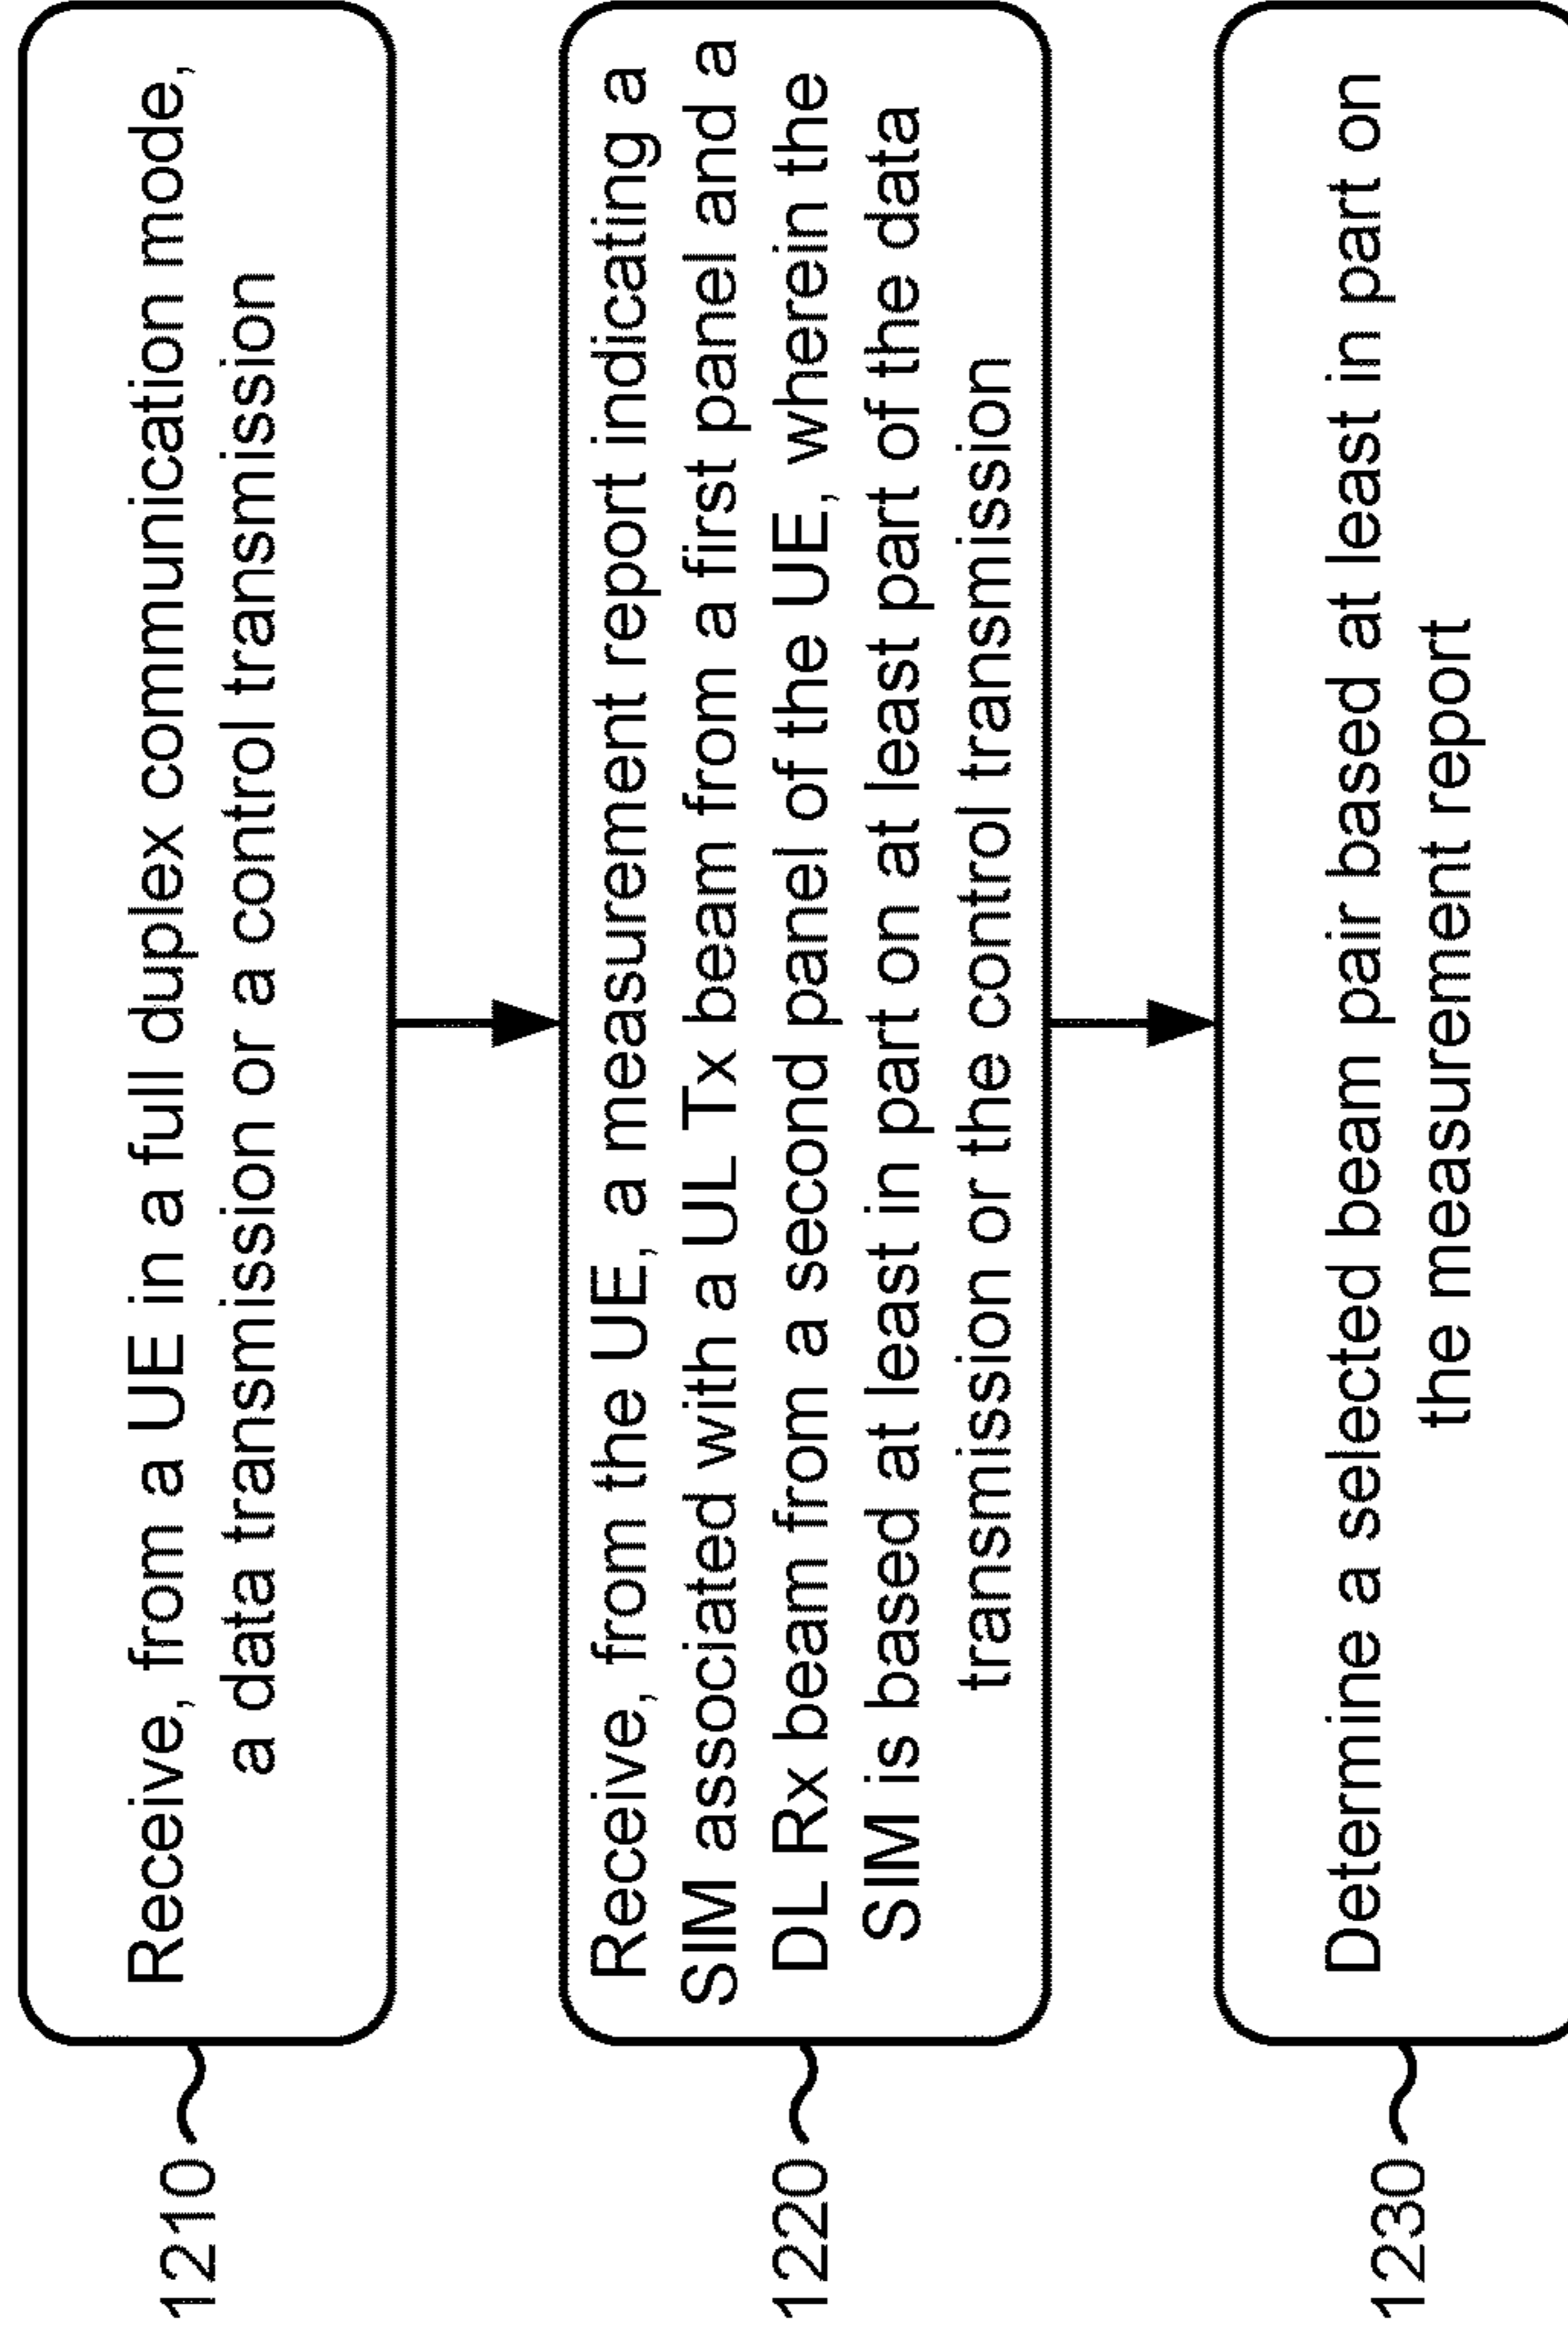 1210
Receive, from a UE in a full duplex communication mode,
a data transmission or a control transmission
1220
Receive, from the UE, a measurement report indicating a
SIM associated with a UL Tx beam from a first panel and a
DL Rx beam from a second panel of the UE, wherein the
SIM is based at least in part on at least part of the data
transmission or the control transmission
1230
Determine a selected beam pair based at least in part on
the measurement report